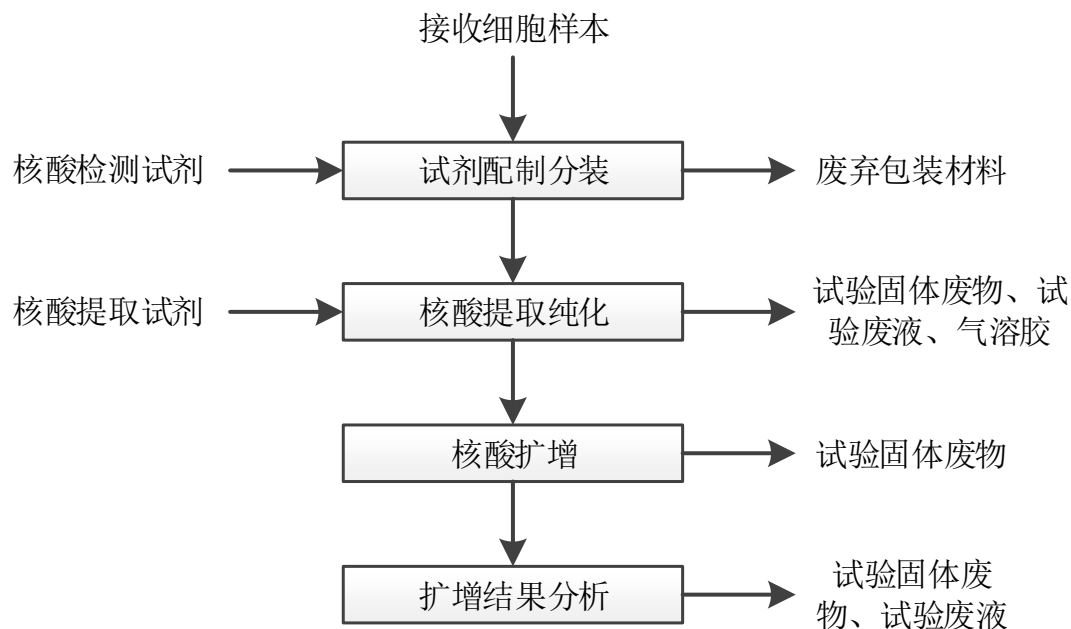 接收细胞样本
核酸检测试剂
试剂配制分装
废弃包装材料
核酸提取试剂
核酸提取纯化
试验固体废物、试
验废液、气溶胶
核酸扩增
试验固体废物
扩增结果分析
试验固体废
物、试验废液